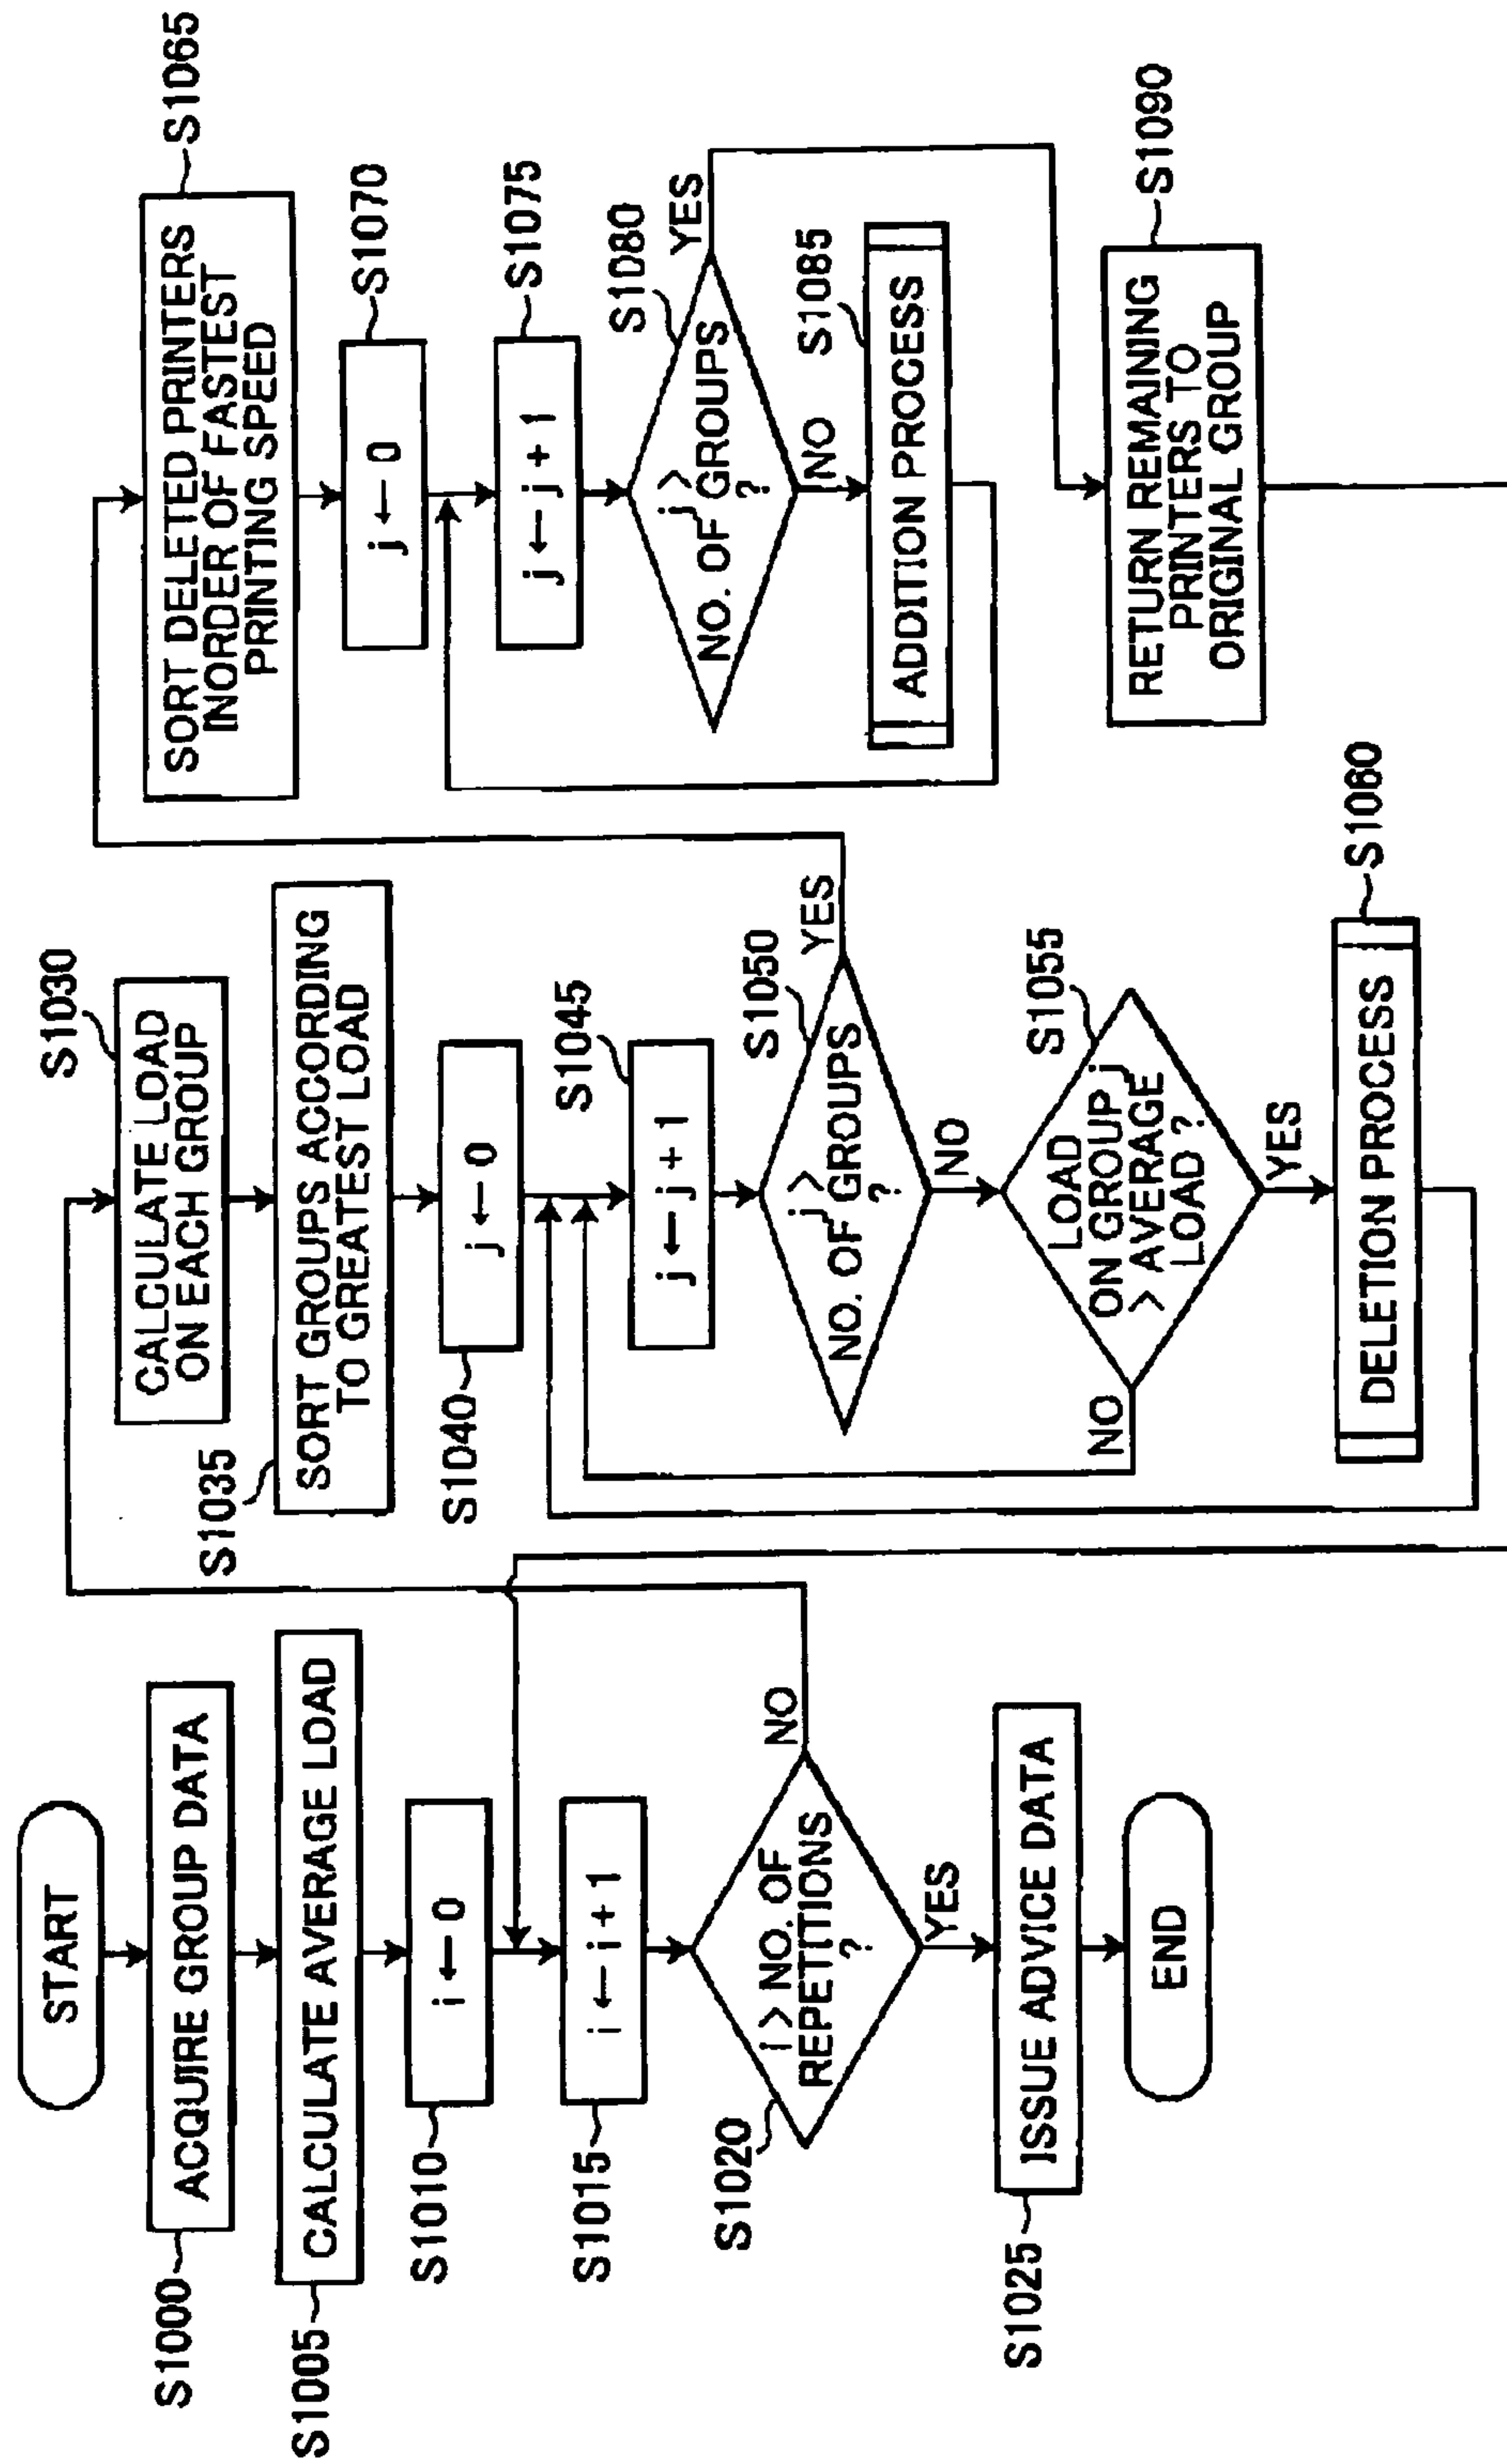 START
S1000
ACQUIRE GROUP DATA
S1005
CALCULATE AVERAGE LOAD
S1010
i ← 0
S1015
i ← i + 1
S1020
i > NO. OF
REPETITIONS
?
NO
YES
S1025
ISSUE ADVICE DATA
END
S1030
CALCULATE LOAD
ON EACH GROUP
S1035
SORT GROUPS ACCORDING
TO GREATEST LOAD
S1040
j ← 0
S1045
j ← j + 1
S1050
j >
NO. OF GROUPS
?
YES
NO
S1055
LOAD
ON GROUP j
> AVERAGE
LOAD ?
NO
YES
S1060
DELETION PROCESS
S1065
SORT DELETED PRINTERS
INORDER OF FASTEST
PRINTING SPEED
S1070
j ← 0
S1075
j ← j + 1
S1080
j >
NO. OF GROUPS
?
YES
NO
S1085
ADDITION PROCESS
S1090
RETURN REMAINING
PRINTERS TO
ORIGINAL GROUP